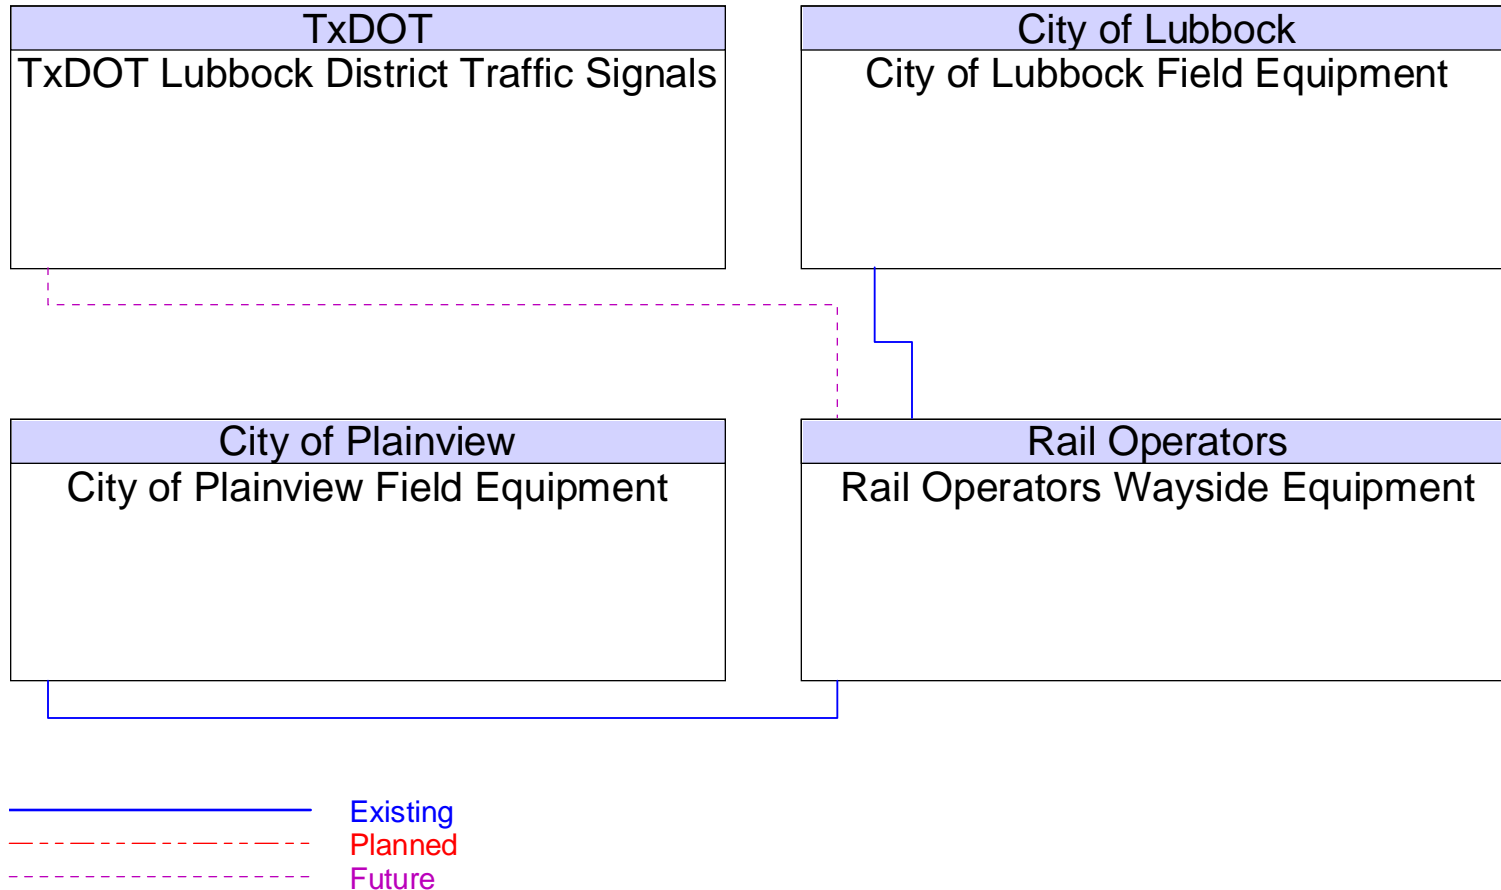 TxDOT
TxDOT Lubbock District Traffic Signals
City of Lubbock
City of Lubbock Field Equipment
City of Plainview
City of Plainview Field Equipment
Rail Operators
Rail Operators Wayside Equipment
Existing
Planned
Future